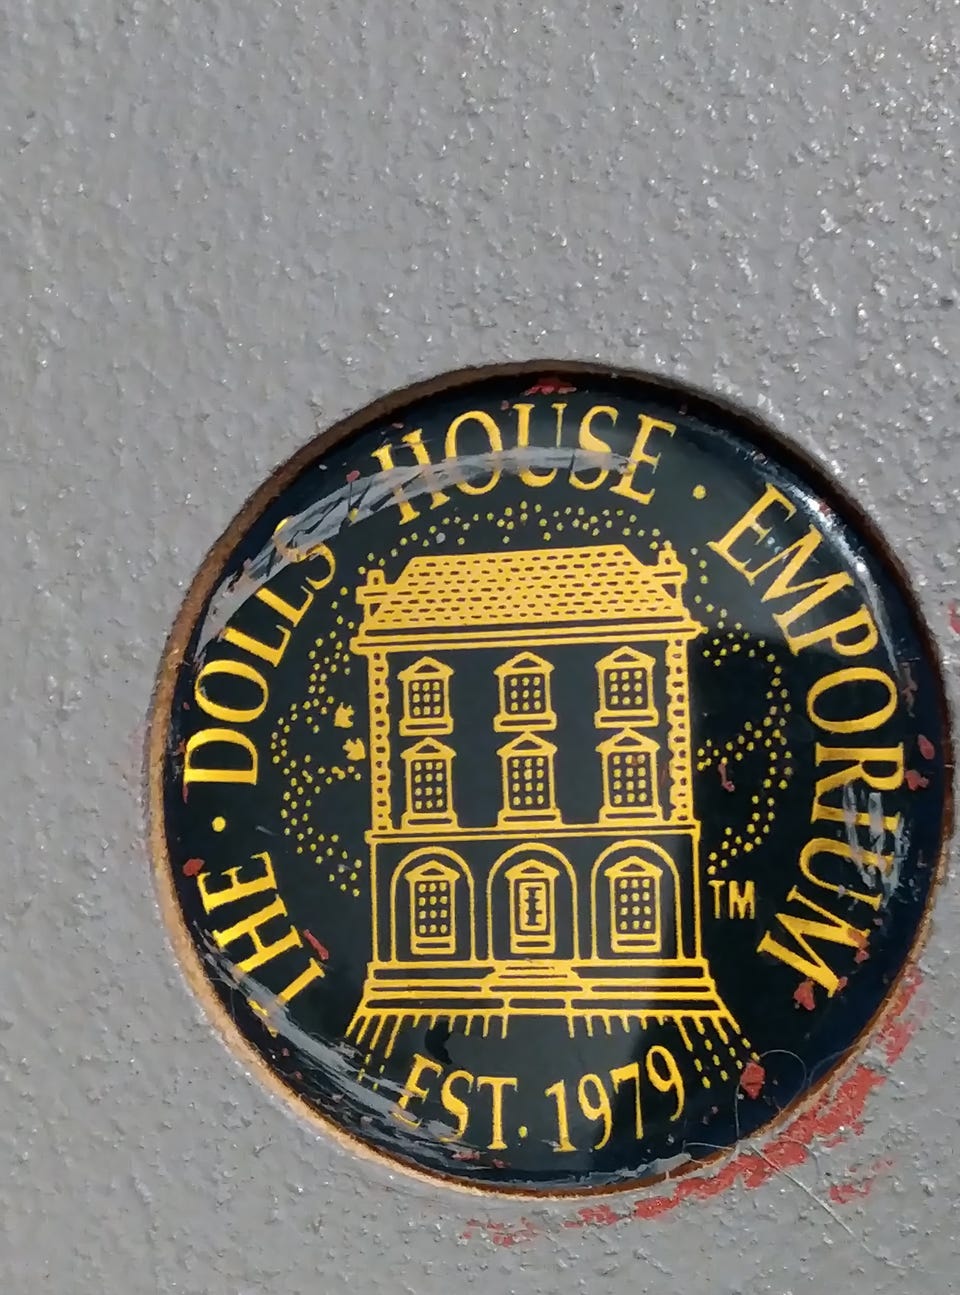 THE · DOLLS · HOUSE · EMPORIUM
TM
EST. 1979